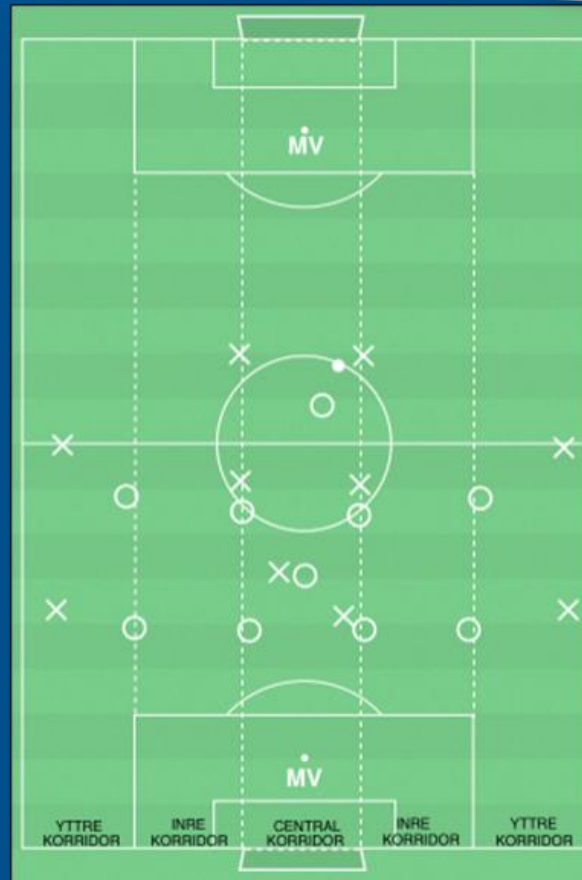 MV
MV
YTTRE
KORRIDOR
INRE
KORRIDOR
CENTRAL
KORRIDOR
INRE
KORRIDOR
YTTRE
KORRIDOR